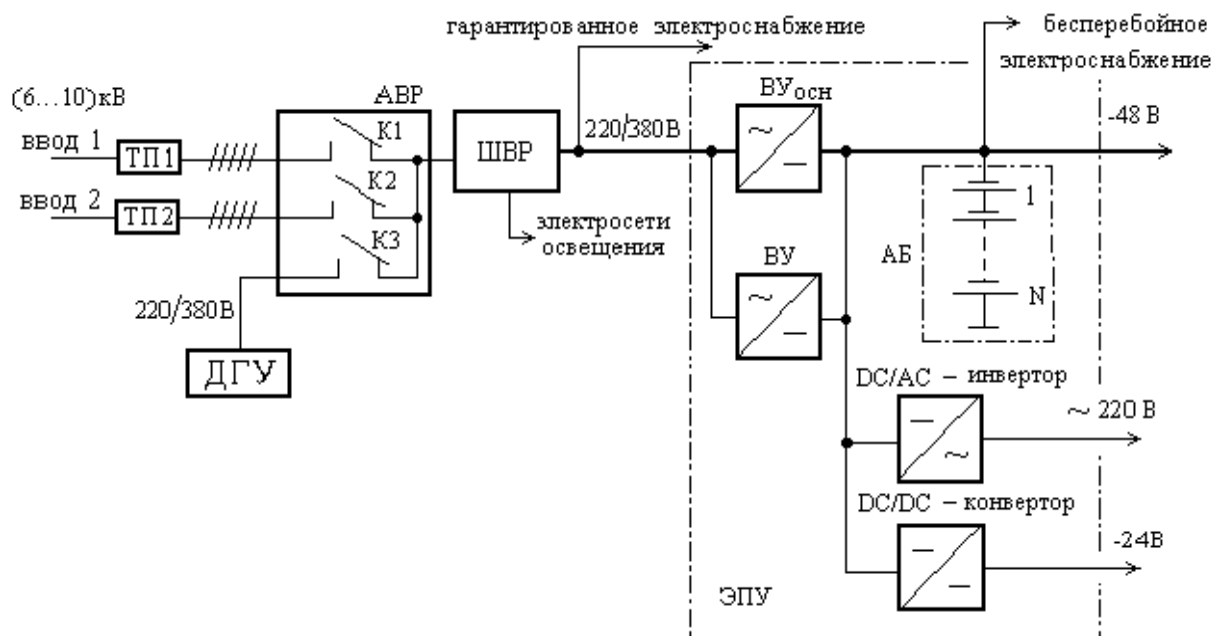 гарантированное электроснабжение
бесперебойное
электроснабжение
(6...10)кВ
АВР
ВУосн
-48 В
ввод 1
ТП1
К1
ШВР
220/380В
ввод 2
ТП2
К2
К3
электросети
освещения
1
АБ
N
ВУ
220/380В
ДГУ
DC/AC – инвертор
~ 220 В
DC/DC – конвертор
-24В
ЭПУ